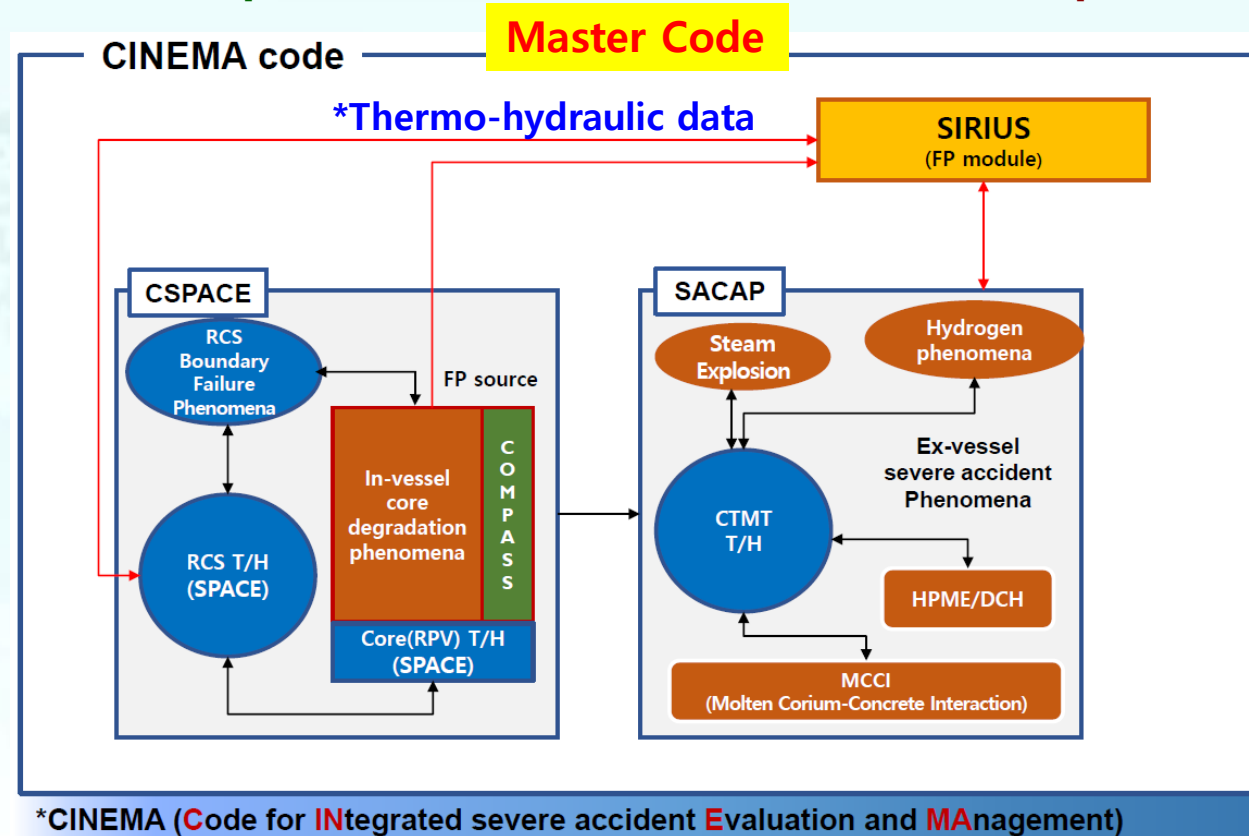 Master Code
CINEMA code
*Thermo-hydraulic data
SIRIUS
(FP module)
CSPACE
RCS
Boundary
Failure
Phenomena
FP source
In-vessel
core
degradation
phenomena
COMPASS
RCS T/H
(SPACE)
Core(RPV) T/H
(SPACE)
SACAP
Steam
Explosion
Hydrogen
phenomena
Ex-vessel
severe accident
Phenomena
CTMT
T/H
HPME/DCH
MCCI
(Molten Corium-Concrete Interaction)
*CINEMA (Code for INtegrated severe accident Evaluation and MAnagement)